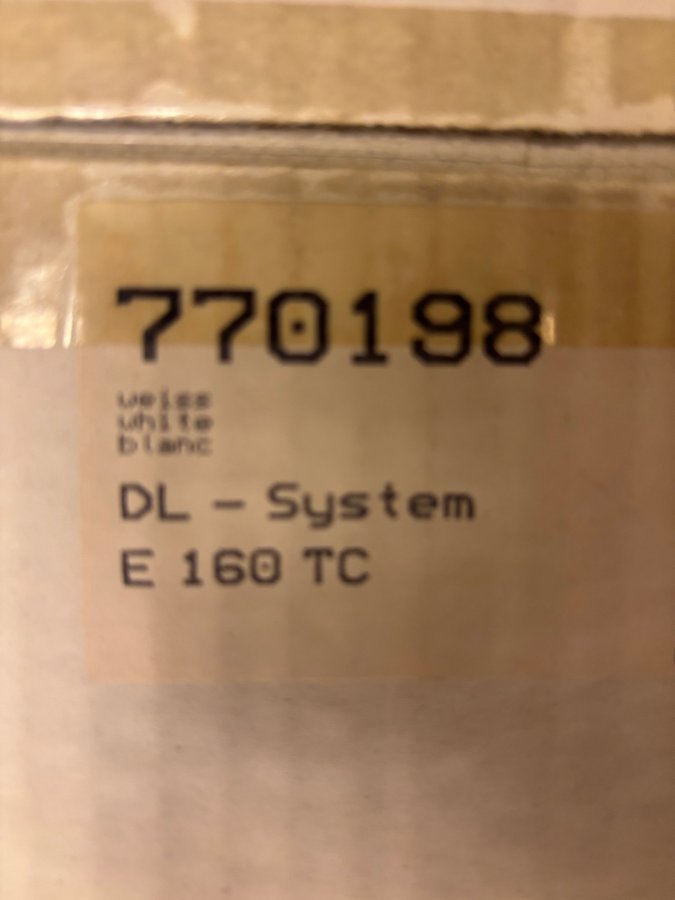 770198
weiss
white
blanc
DL - System
E 160 TC